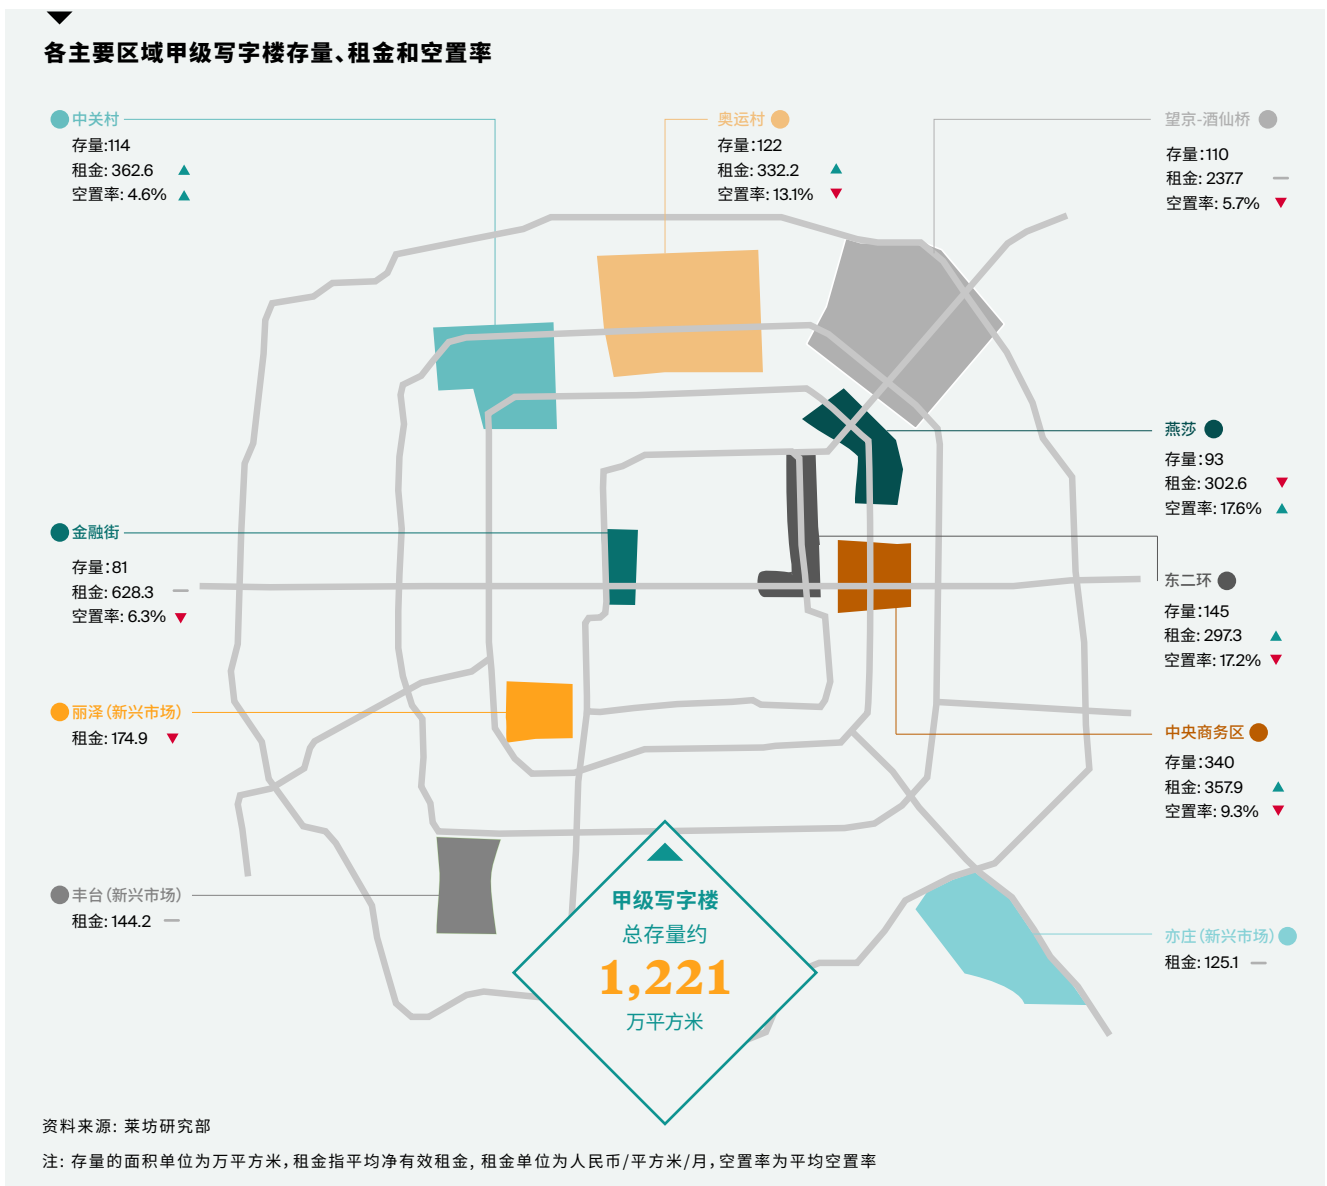 各主要区域甲级写字楼存量、租金和空置率
中关村
存量:114
租金: 362.6
空置率: 4.6%
奥运村
存量:122
租金: 332.2
空置率: 13.1%
望京-酒仙桥
存量:110
租金: 237.7
空置率: 5.7%
燕莎
存量:93
租金: 302.6
空置率: 17.6%
金融街
存量:81
租金: 628.3
空置率: 6.3%
东二环
存量:145
租金: 297.3
空置率: 17.2%
丽泽(新兴市场)
租金: 174.9
中央商务区
存量:340
租金: 357.9
空置率: 9.3%
丰台(新兴市场)
租金: 144.2
亦庄(新兴市场)
租金: 125.1
甲级写字楼
总存量约
1,221
万平方米
资料来源: 莱坊研究部
注: 存量的面积单位为万平方米,租金指平均净有效租金, 租金单位为人民币/平方米/月,空置率为平均空置率